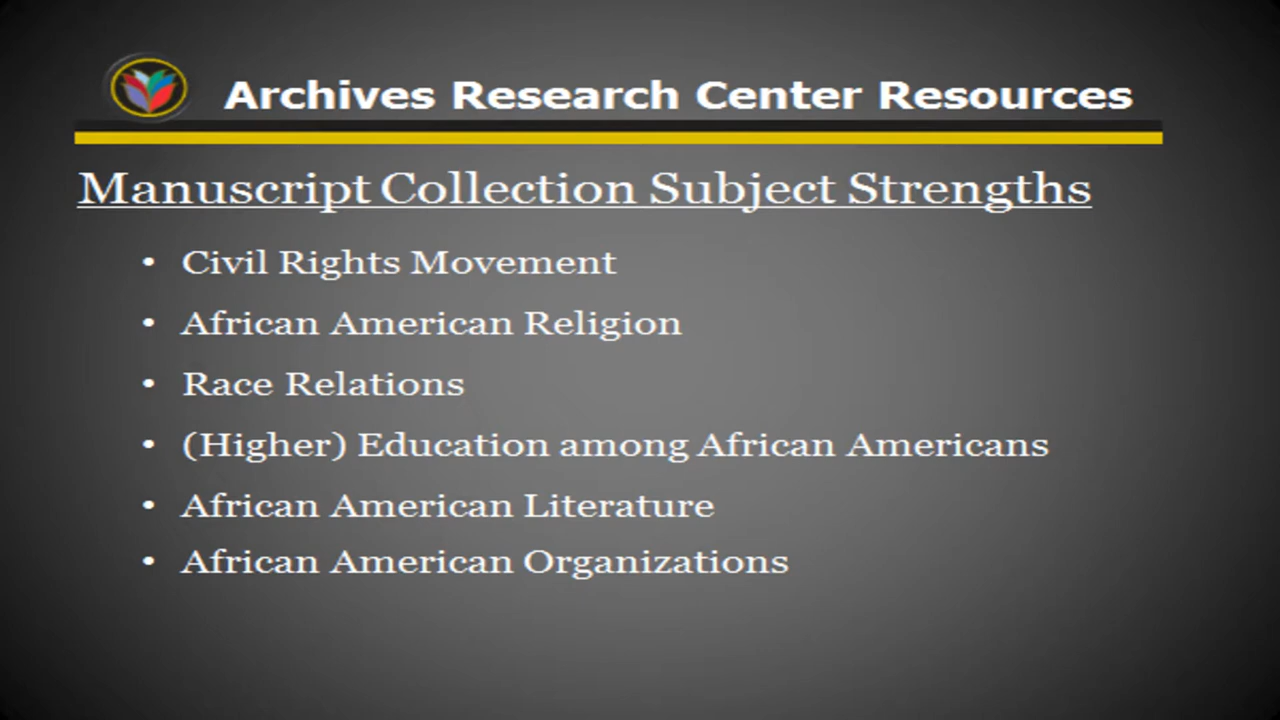 Archives Research Center Resources
Manuscript Collection Subject Strengths
• Civil Rights Movement
• African American Religion
• Race Relations
• (Higher) Education among African Americans
• African American Literature
• African American Organizations